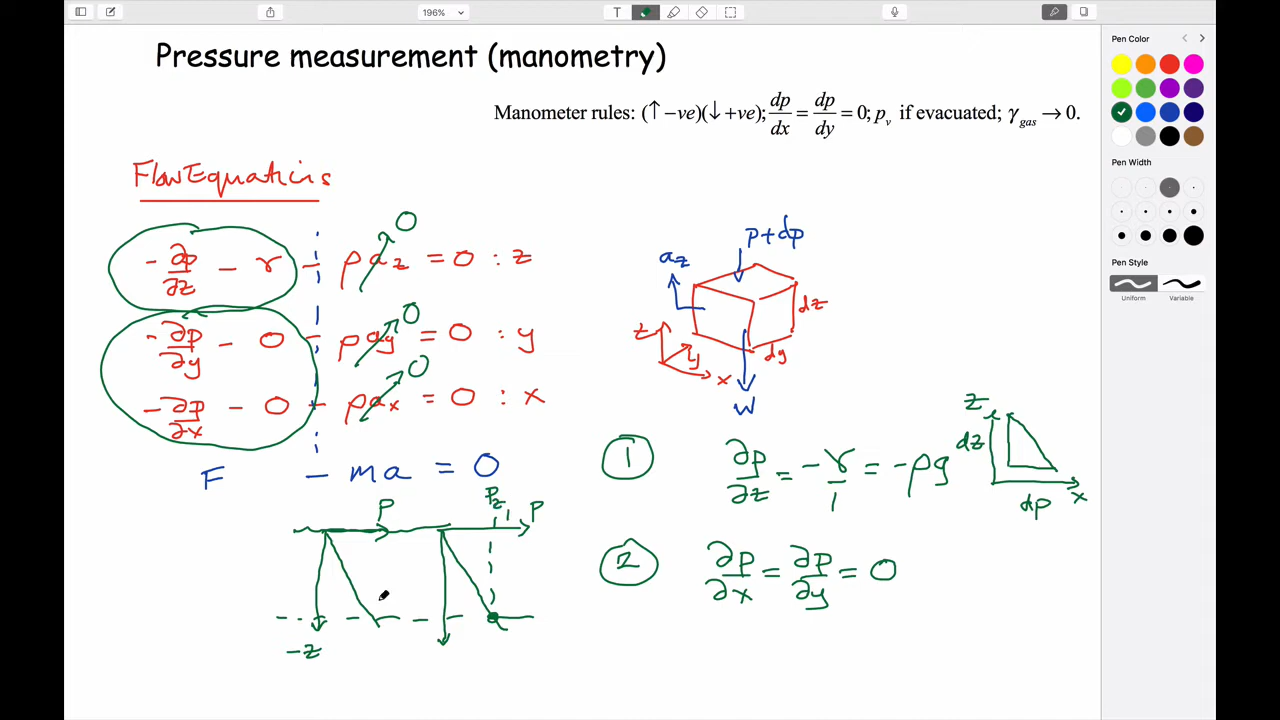 196%
T
Pressure measurement (manometry)
Manometer rules: (↑ −ve)(↓ +ve); dp/dx = dp/dy = 0; p_v if evacuated; γ_gas → 0.
Flow Equations
-∂p/∂z - γ - ρa_z = 0 : z
0
-∂p/∂y - 0 - ρa_y = 0 : y
0
-∂p/∂x - 0 - ρa_x = 0 : x
0
F - ma = 0
p+dp
a_z
dz
z
y
dy
x
W
1 ∂p/∂z = -γ/1 = -ρg
z
dz
dp
x
2 ∂p/∂x = ∂p/∂y = 0
P
P_z1
P
-z
Pen Color
Pen Width
Pen Style
Uniform Variable